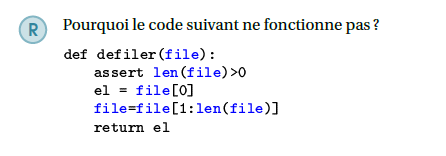 R Pourquoi le code suivant ne fonctionne pas ?
def defiler(file):
    assert len(file)>0
    el = file[0]
    file=file[1:len(file)]
    return el